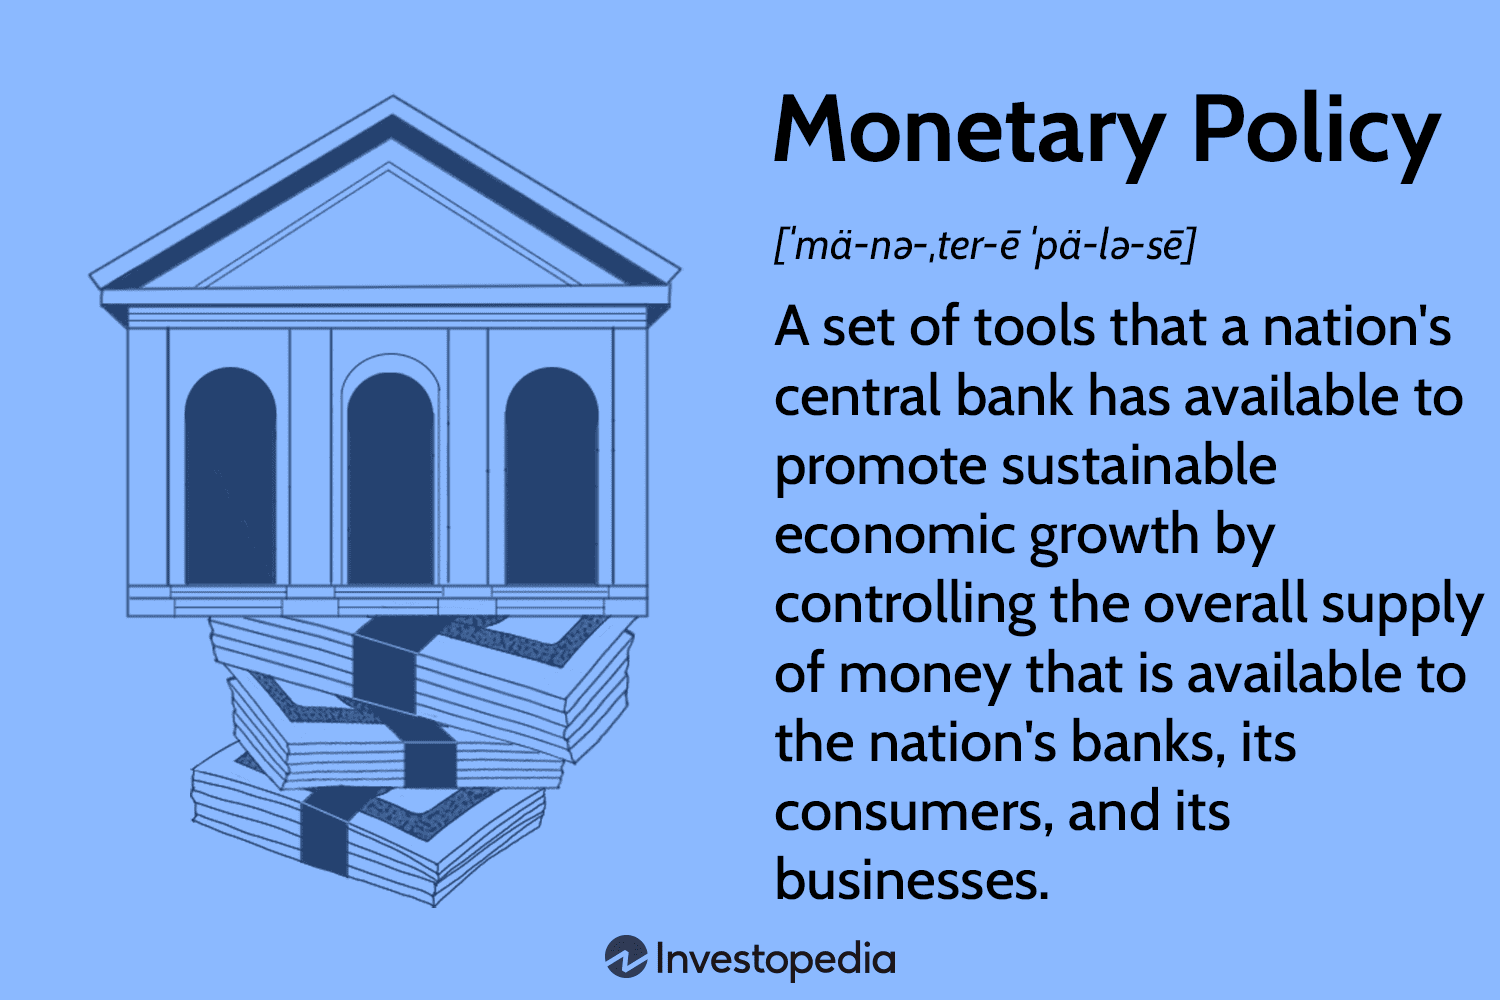 Monetary Policy
[ˈmä-nə-ˌter-ē ˈpä-lə-sē]
A set of tools that a nation's
central bank has available to
promote sustainable
economic growth by
controlling the overall supply
of money that is available to
the nation's banks, its
consumers, and its
businesses.
Investopedia